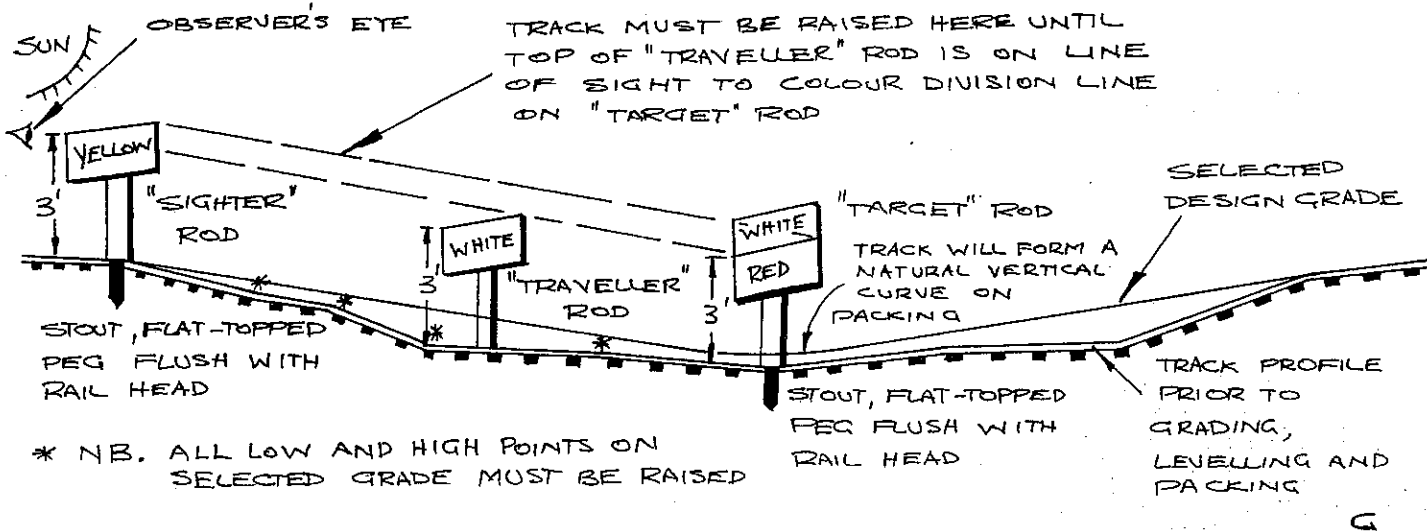 OBSERVER'S EYE
SUN
TRACK MUST BE RAISED HERE UNTIL
TOP OF "TRAVELLER" ROD IS ON LINE
OF SIGHT TO COLOUR DIVISION LINE
ON "TARGET" ROD
YELLOW
3'
"SIGHTER"
ROD
WHITE
3'
"TRAVELLER"
ROD
WHITE
RED
3'
"TARGET" ROD
TRACK WILL FORM A
NATURAL VERTICAL
CURVE ON
PACKING
SELECTED
DESIGN GRADE
STOUT, FLAT-TOPPED
PEG FLUSH WITH
RAIL HEAD
STOUT, FLAT-TOPPED
PEG FLUSH WITH
RAIL HEAD
TRACK PROFILE
PRIOR TO
GRADING,
LEVELLING AND
PACKING
* NB. ALL LOW AND HIGH POINTS ON
SELECTED GRADE MUST BE RAISED
G